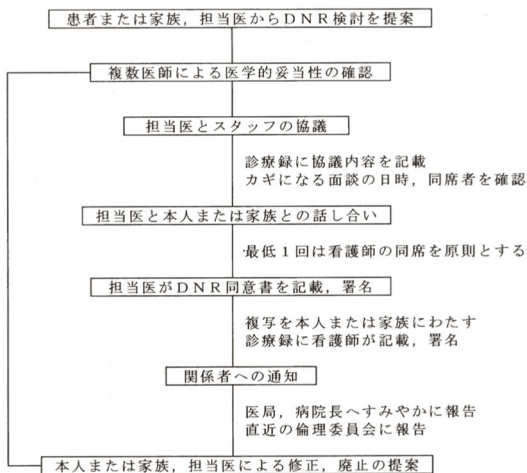 患者または家族，担当医からＤＮＲ検討を提案
複数医師による医学的妥当性の確認
担当医とスタッフの協議
診療録に協議内容を記載
カギになる面談の日時，同席者を確認
担当医と本人または家族との話し合い
最低１回は看護師の同席を原則とする
担当医がＤＮＲ同意書を記載，署名
複写を本人または家族にわたす
診療録に看護師が記載，署名
関係者への通知
医局，病院長へすみやかに報告
直近の倫理委員会に報告
本人または家族，担当医による修正，廃止の提案